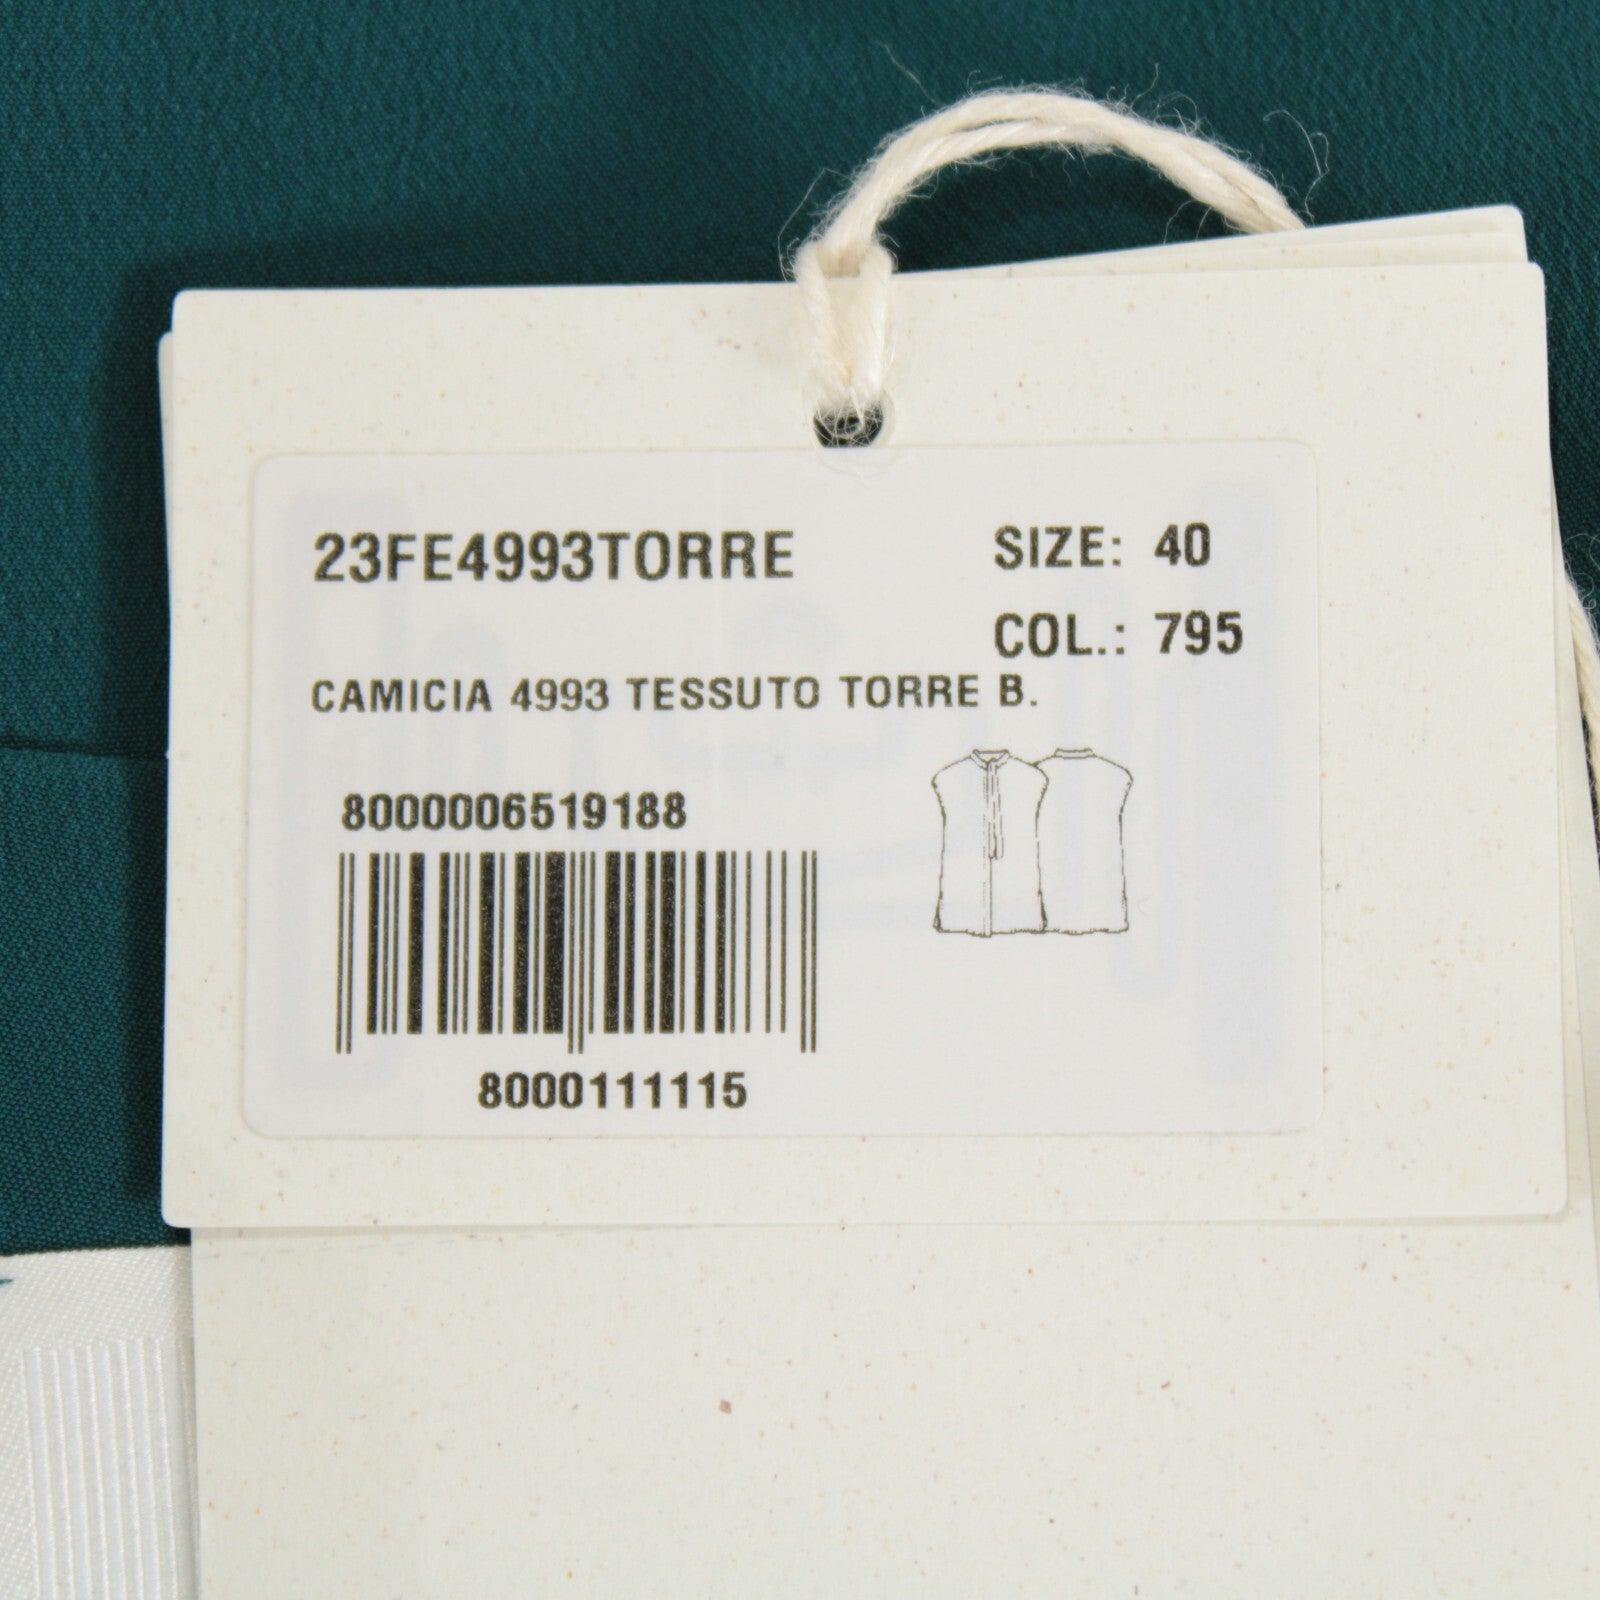 23FE4993TORRE
SIZE: 40
COL.: 795
CAMICIA 4993 TESSUTO TORRE B.
8000006519188
8000111115